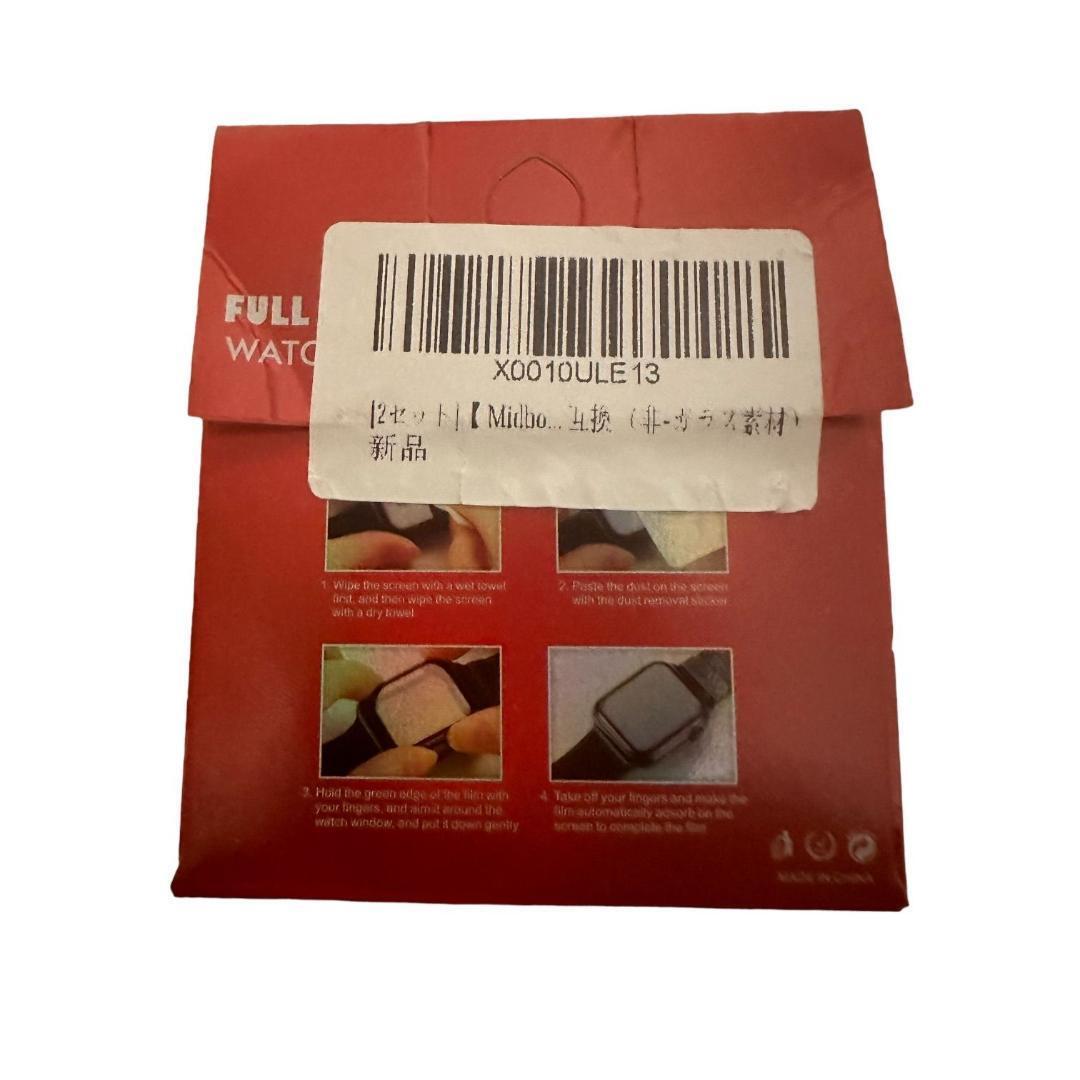 FULL
WATC
X0010ULE13
[2セット]【Midbo... 互換（非-ガラス素材）
新品
1. Wipe the screen with a wet towel
first, and then wipe the screen
with a dry towel
2. Paste the dust on the screen
with the dust removal sticker
3. Hold the green edge of the film with
your fingers, and aim it around the
watch window, and put it down gently
4. Take off your fingers and make the
film automatically adsorb on the
screen to complete the film
MADE IN CHINA